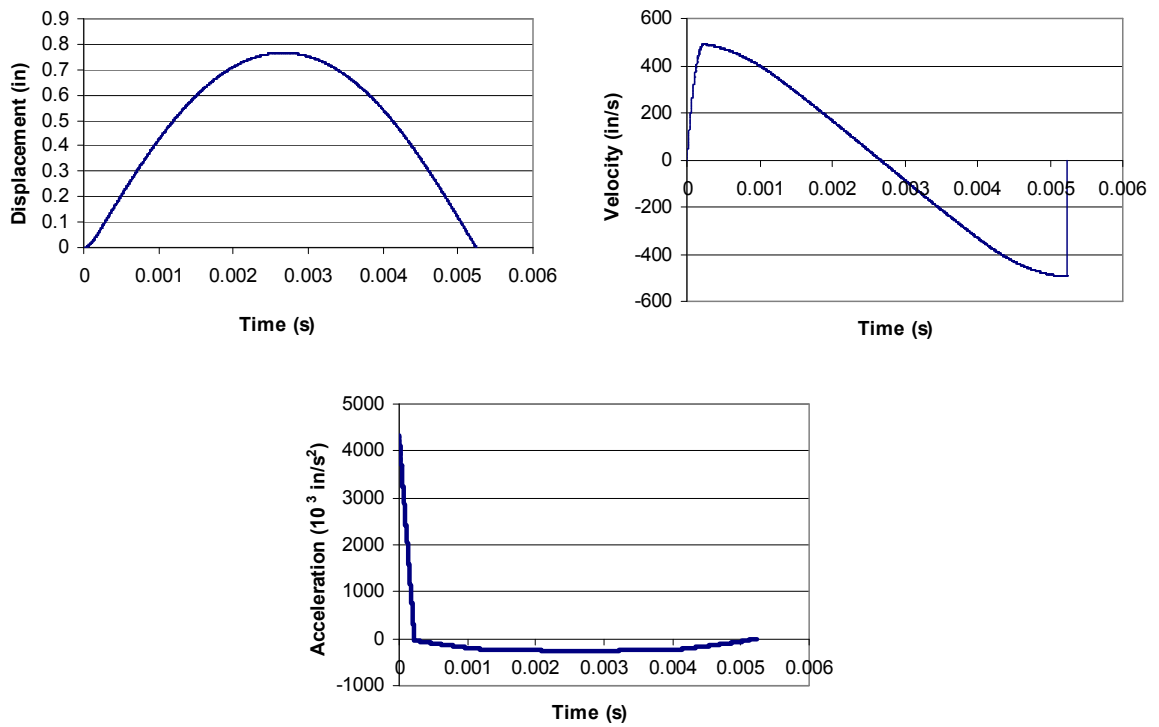 Displacement (in)
0.9
0.8
0.7
0.6
0.5
0.4
0.3
0.2
0.1
0
0 0.001 0.002 0.003 0.004 0.005 0.006
Time (s)
Velocity (in/s)
600
400
200
0
-200
-400
-600
0 0.001 0.002 0.003 0.004 0.005 0.006
Time (s)
Acceleration (10³ in/s²)
5000
4000
3000
2000
1000
0
-1000
0 0.001 0.002 0.003 0.004 0.005 0.006
Time (s)